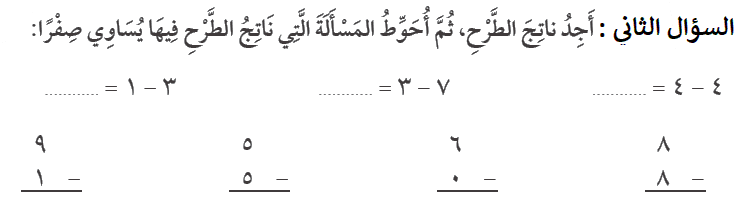 السؤال الثاني : أَجِدُ ناتِجَ الطَّرْحِ، ثُمَّ أُحَوِّطُ المَسْأَلَةَ الَّتِي نَاتِجُ الطَّرْحِ فِيهَا يُسَاوِي صِفْرًا:
٤ – ٤ = ............ ٧ – ٣ = ............ ٣ – ١ = ............
٨ ٦ ٥ ٩
– ٨ – ٠ – ٥ – ١